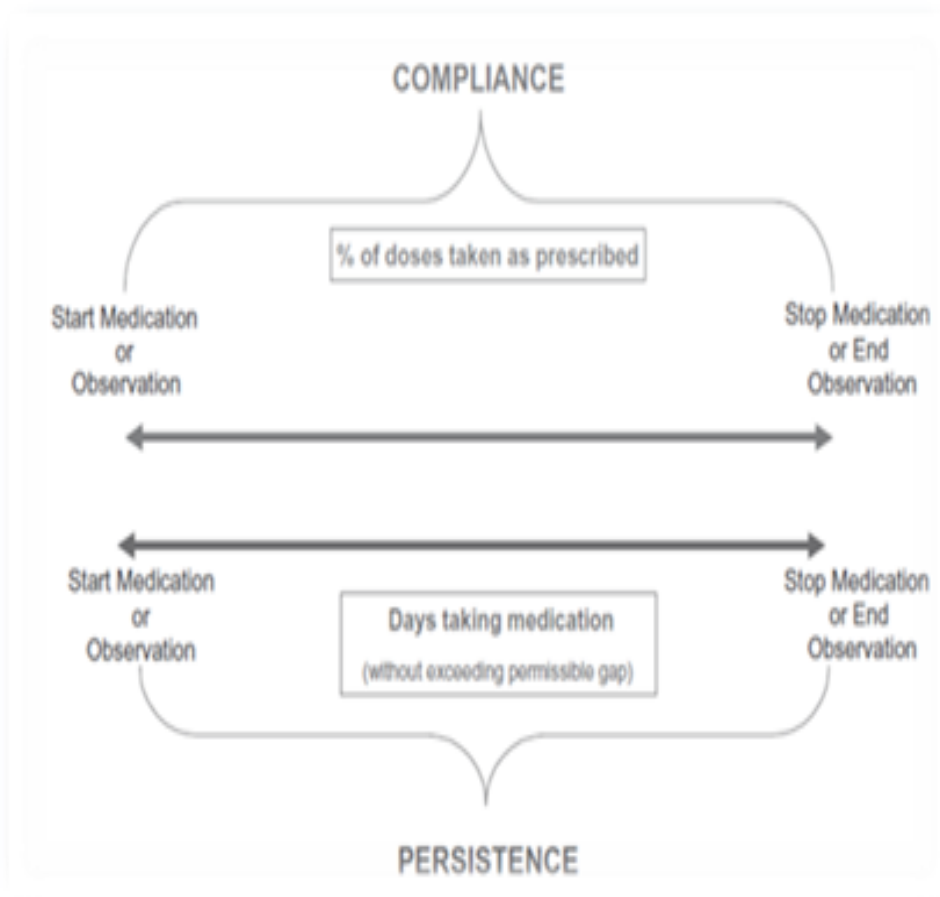 COMPLIANCE
% of doses taken as prescribed
Start Medication
or
Observation
Stop Medication
or End
Observation
Start Medication
or
Observation
Days taking medication
(without exceeding permissible gap)
Stop Medication
or End
Observation
PERSISTENCE